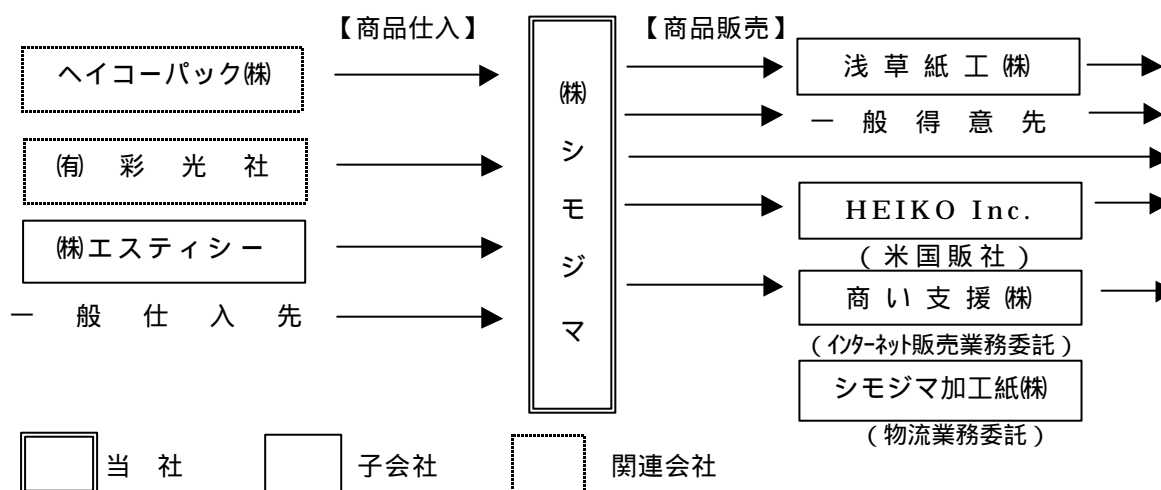 【商品仕入】
【商品販売】
ヘイコーパック㈱
㈲彩光社
㈱エスティシー
一般仕入先
㈱シモジマ
浅草紙工㈱
一般得意先
HEIKO Inc.
(米国販社)
商い支援㈱
(インターネット販売業務委託)
シモジマ加工紙㈱
(物流業務委託)
当社
子会社
関連会社